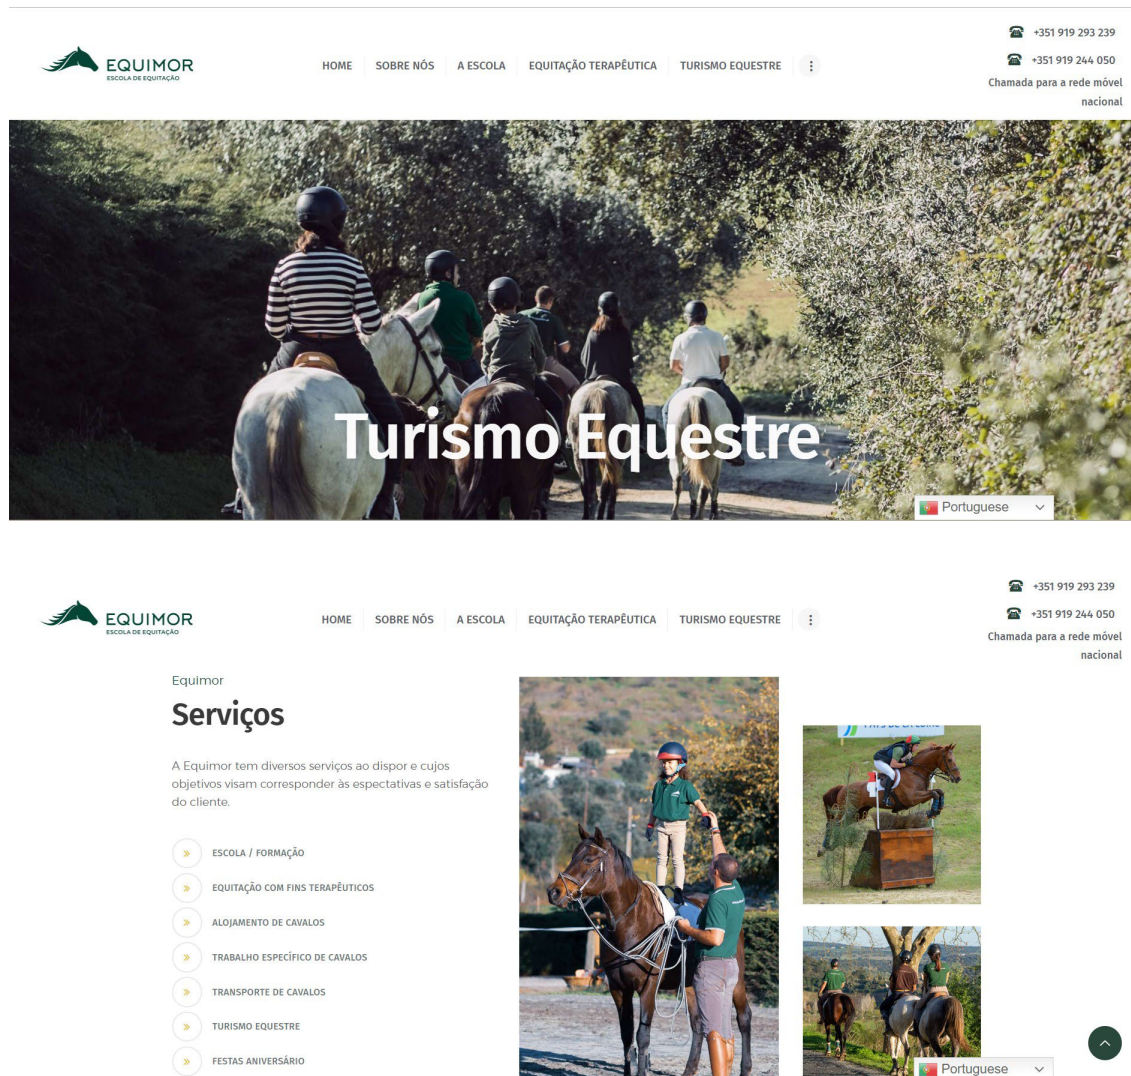 EQUIMOR
ESCOLA DE EQUITAÇÃO
HOME SOBRE NÓS A ESCOLA EQUITAÇÃO TERAPÊUTICA TURISMO EQUESTRE
+351 919 293 239
+351 919 244 050
Chamada para a rede móvel
nacional
Turismo Equestre
Portuguese
EQUIMOR
ESCOLA DE EQUITAÇÃO
HOME SOBRE NÓS A ESCOLA EQUITAÇÃO TERAPÊUTICA TURISMO EQUESTRE
+351 919 293 239
+351 919 244 050
Chamada para a rede móvel
nacional
Equimor
Serviços
A Equimor tem diversos serviços ao dispor e cujos
objetivos visam corresponder às espectativas e satisfação
do cliente.
ESCOLA / FORMAÇÃO
EQUITAÇÃO COM FINS TERAPÊUTICOS
ALOJAMENTO DE CAVALOS
TRABALHO ESPECÍFICO DE CAVALOS
TRANSPORTE DE CAVALOS
TURISMO EQUESTRE
FESTAS ANIVERSÁRIO
Portuguese